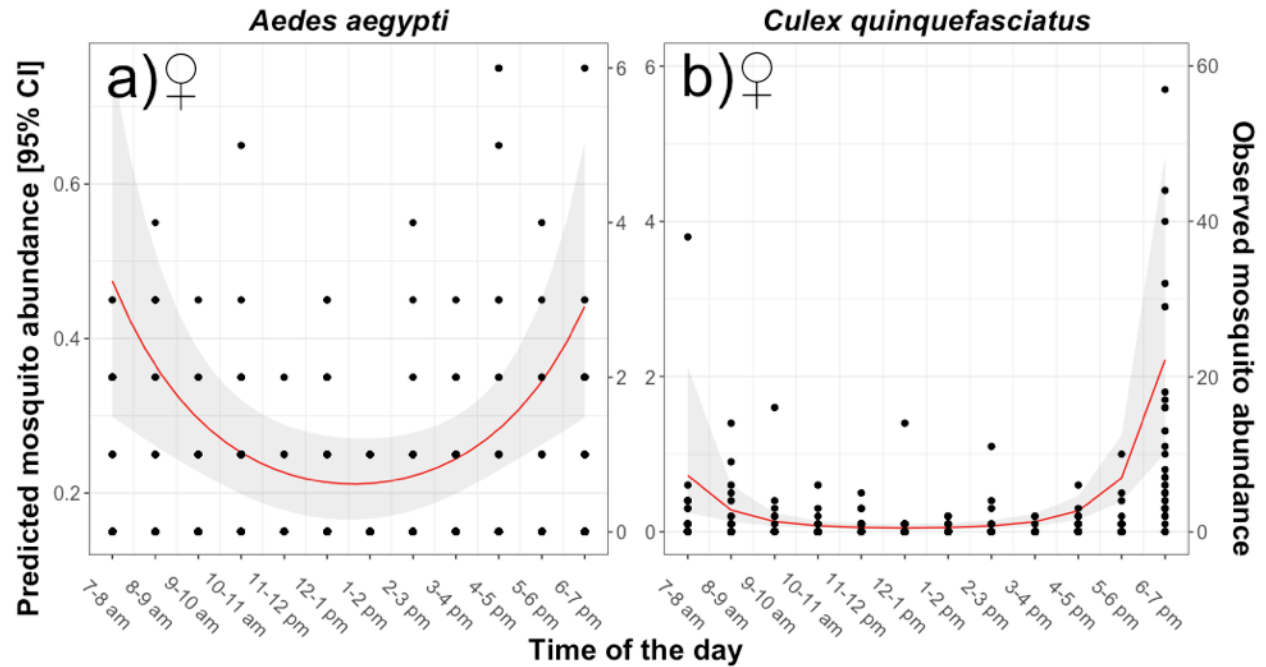 Aedes aegypti
Culex quinquefasciatus
a)♀
b)♀
Predicted mosquito abundance [95% CI]
0.6
0.4
0.2
6
4
2
0
6
4
2
0
60
40
20
0
Observed mosquito abundance
7-8 am
8-9 am
9-10 am
10-11 am
11-12 pm
12-1 pm
1-2 pm
2-3 pm
3-4 pm
4-5 pm
5-6 pm
6-7 pm
7-8 am
8-9 am
9-10 am
10-11 am
11-12 pm
12-1 pm
1-2 pm
2-3 pm
3-4 pm
4-5 pm
5-6 pm
6-7 pm
Time of the day